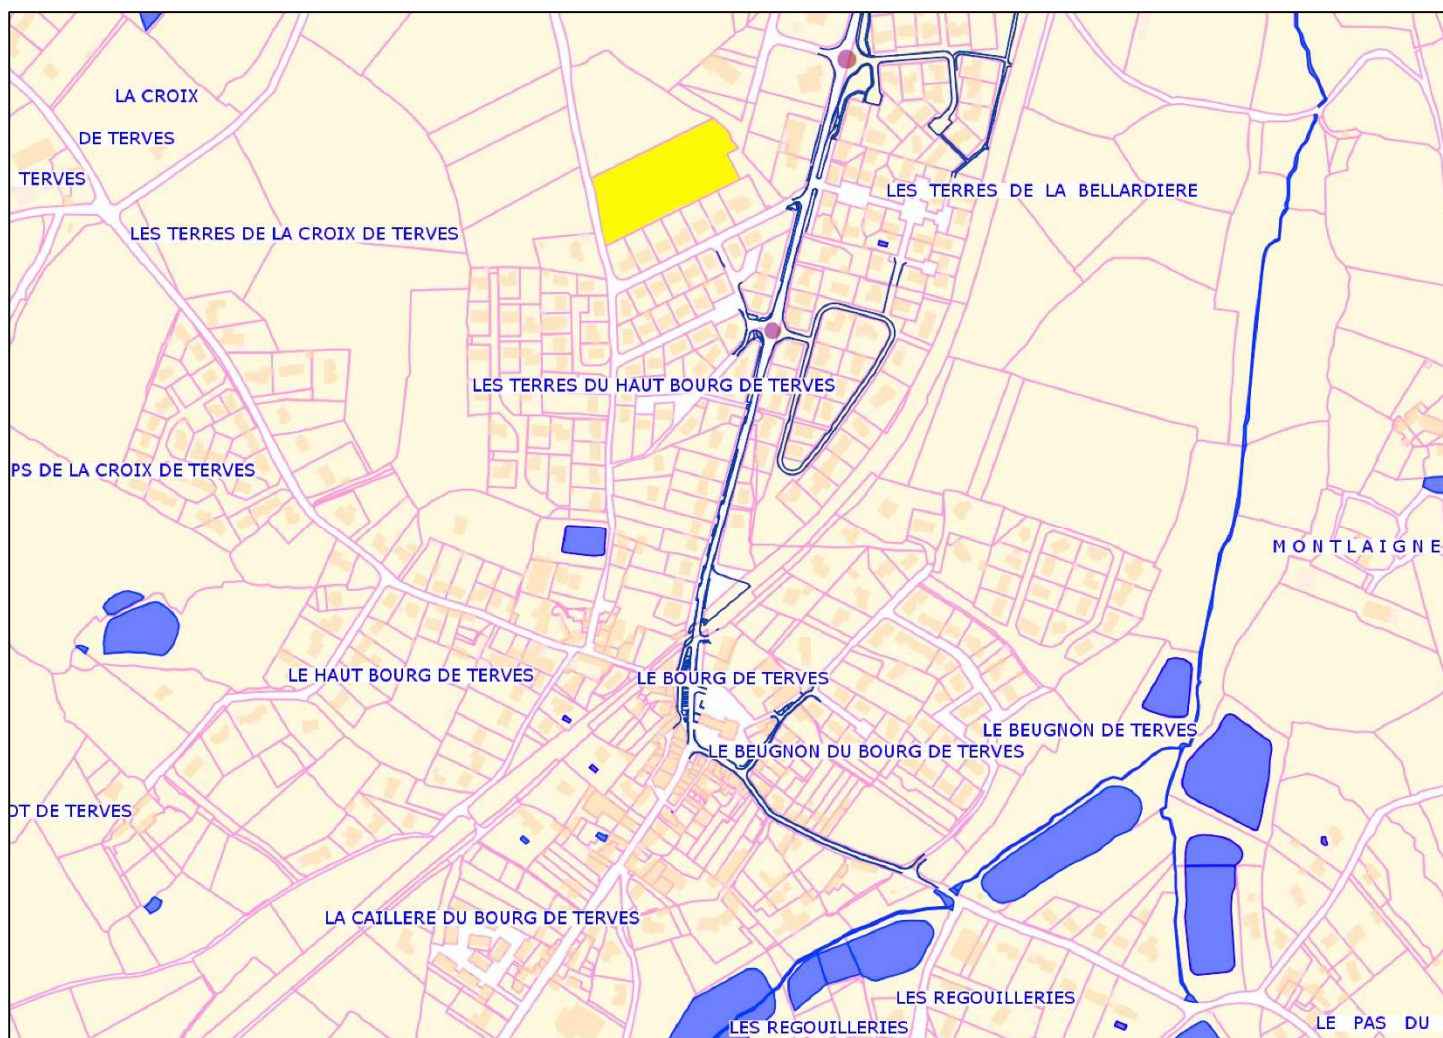 LA CROIX
DE TERVES
TERVES
LES TERRES DE LA BELLARDIERE
LES TERRES DE LA CROIX DE TERVES
LES TERRES DU HAUT BOURG DE TERVES
PS DE LA CROIX DE TERVES
MONTLAIGNE
LE HAUT BOURG DE TERVES
LE BOURG DE TERVES
LE BEUGNON DE TERVES
LE BEUGNON DU BOURG DE TERVES
OT DE TERVES
LA CAILLERE DU BOURG DE TERVES
LES REGOUILLERIES
LES REGOUILLERIES
LE PAS DU